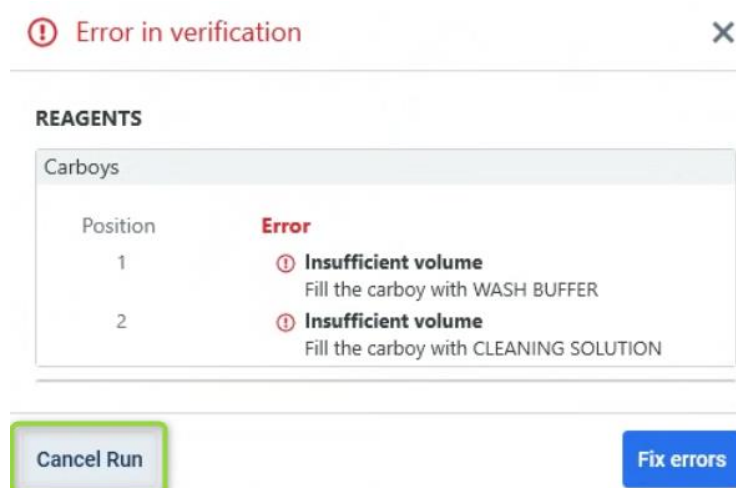 Error in verification
REAGENTS
Carboys
Position Error
1 Insufficient volume
Fill the carboy with WASH BUFFER
2 Insufficient volume
Fill the carboy with CLEANING SOLUTION
Cancel Run Fix errors